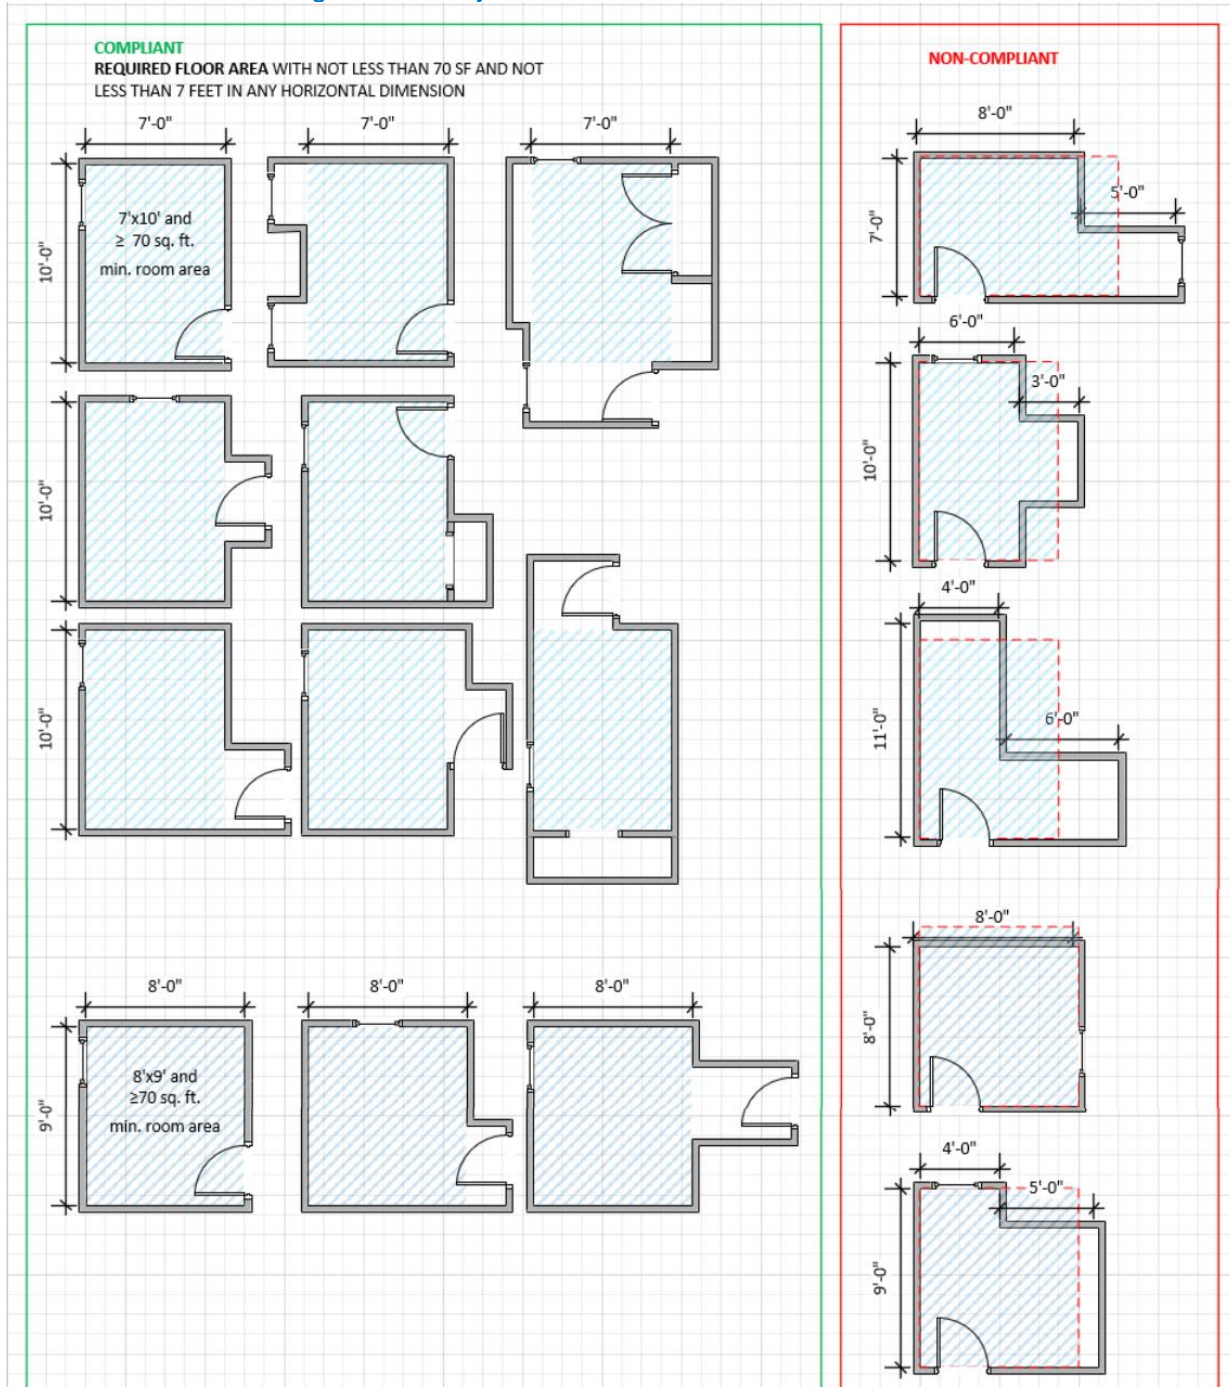 COMPLIANT
REQUIRED FLOOR AREA WITH NOT LESS THAN 70 SF AND NOT
LESS THAN 7 FEET IN ANY HORIZONTAL DIMENSION
7'-0"
7'-0"
7'-0"
10'-0"
7'x10' and
≥ 70 sq. ft.
min. room area
10'-0"
10'-0"
8'-0"
8'-0"
8'-0"
9'-0"
8'x9' and
≥70 sq. ft.
min. room area
NON-COMPLIANT
8'-0"
5'-0"
7'-0"
6'-0"
3'-0"
10'-0"
4'-0"
6'-0"
11'-0"
8'-0"
8'-0"
4'-0"
5'-0"
9'-0"